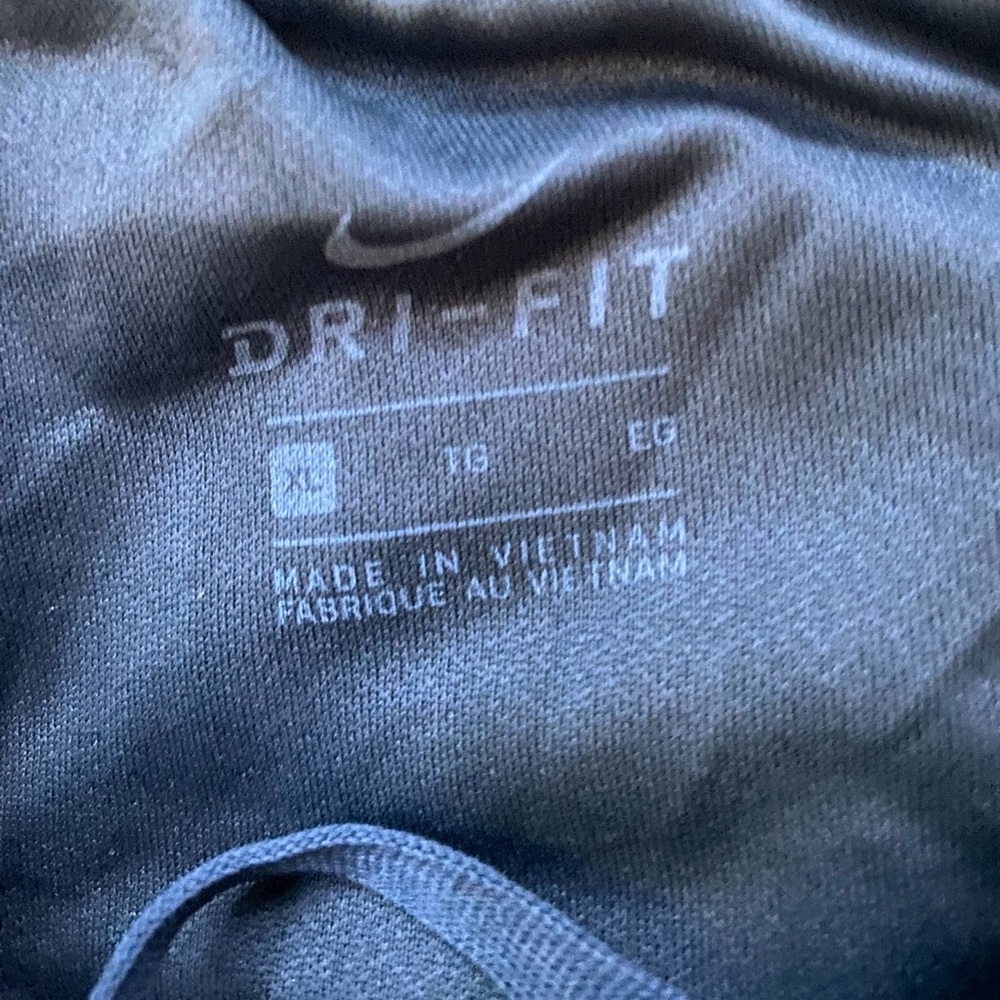 DRI-FIT
XL TG EG
MADE IN VIETNAM
FABRIQUE AU VIETNAM